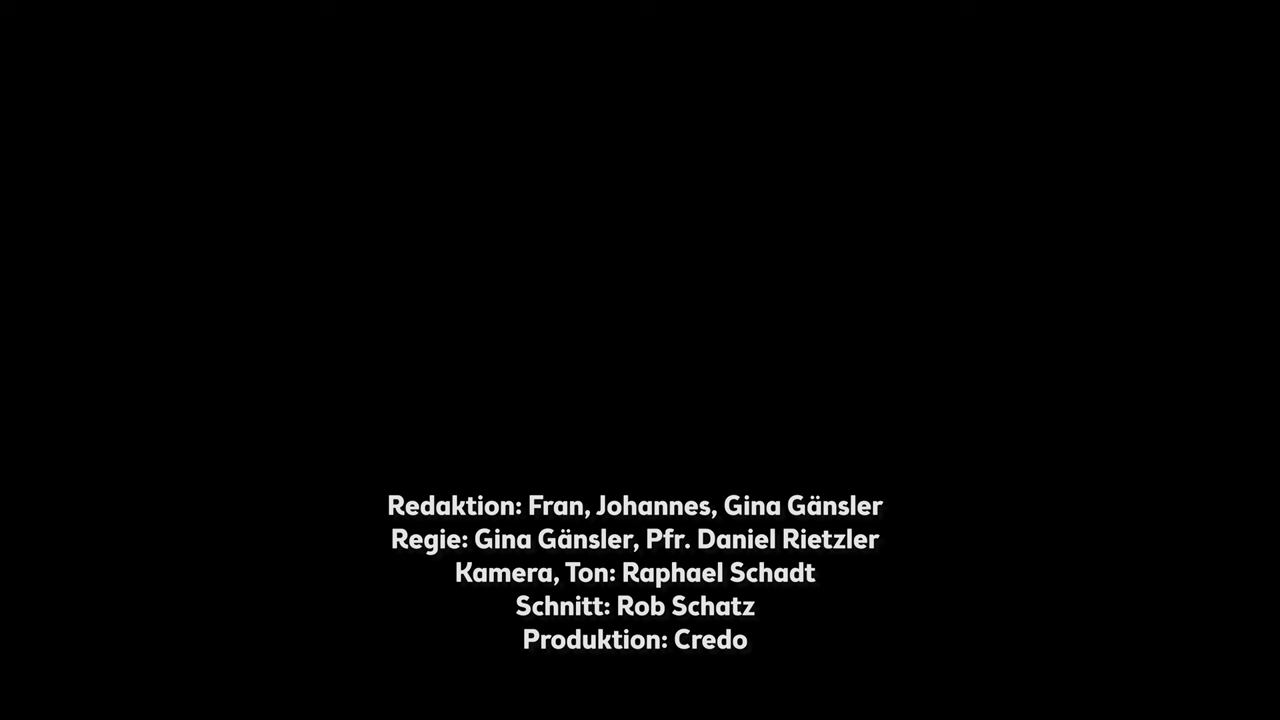 Redaktion: Fran, Johannes, Gina Gänsler
Regie: Gina Gänsler, Pfr. Daniel Rietzler
Kamera, Ton: Raphael Schadt
Schnitt: Rob Schatz
Produktion: Credo